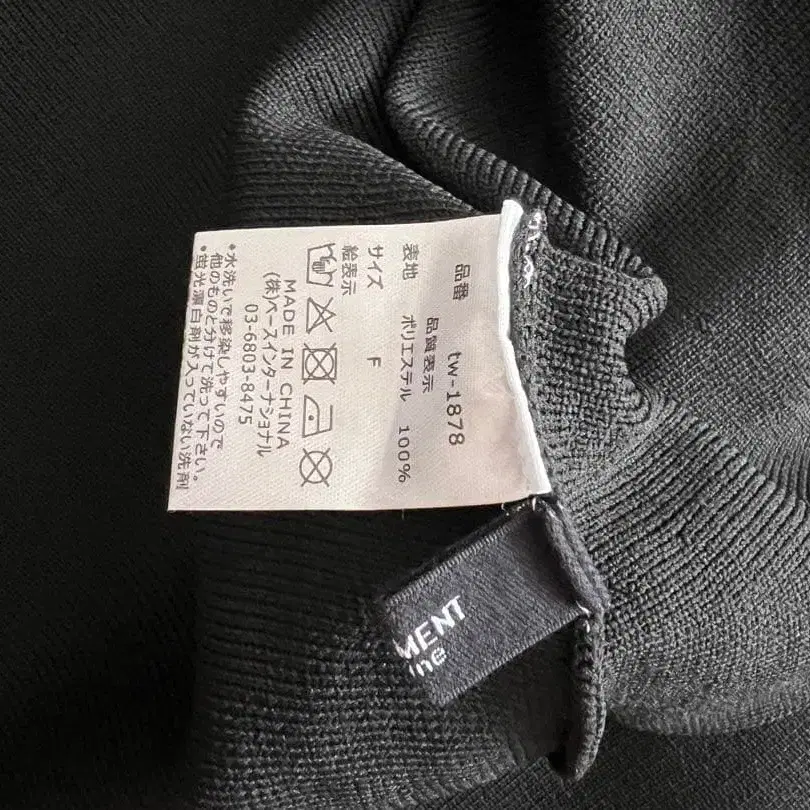 品番 tw-1878
品質表示
表地 ポリエステル 100%
サイズ F
絵表示
MADE IN CHINA
(株)ベースインターナショナル
03-6803-8475
*水洗いで移染しやすいので
他のものと分けて洗って下さい。
*蛍光漂白剤が入っていない洗剤
MENT
ne